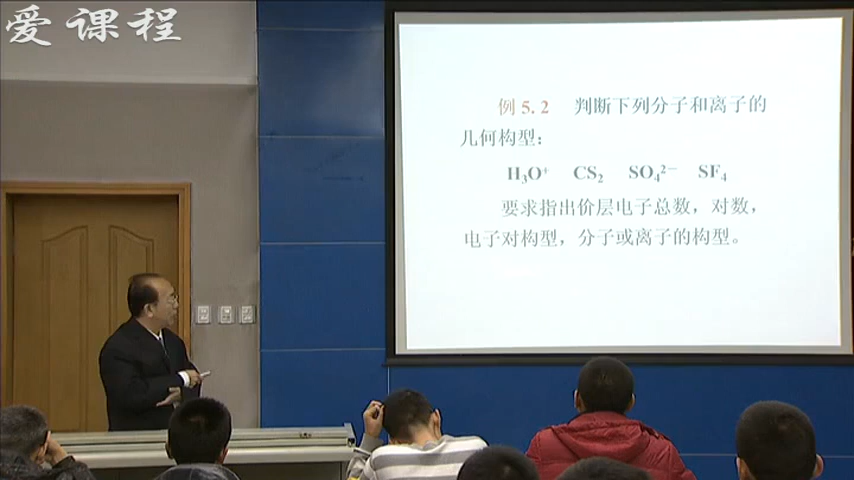 爱课程
例 5.2 判断下列分子和离子的
几何构型：
H₃O⁺ CS₂ SO₄²⁻ SF₄
要求指出价层电子总数，对数，
电子对构型，分子或离子的构型。